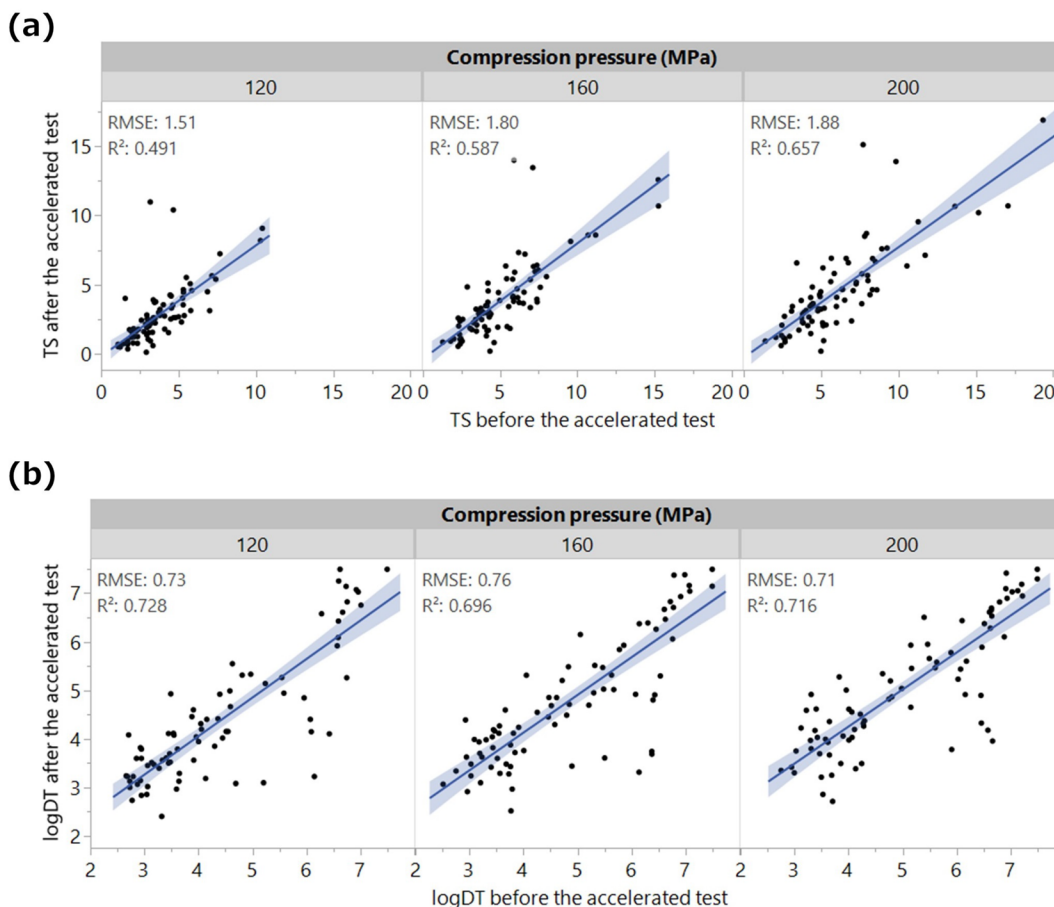 (a)
Compression pressure (MPa)
120 160 200
RMSE: 1.51 RMSE: 1.80 RMSE: 1.88
R²: 0.491 R²: 0.587 R²: 0.657
TS after the accelerated test
15
10
5
0
0 5 10 15 20 0 5 10 15 20 0 5 10 15 20
TS before the accelerated test
(b)
Compression pressure (MPa)
120 160 200
RMSE: 0.73 RMSE: 0.76 RMSE: 0.71
R²: 0.728 R²: 0.696 R²: 0.716
logDT after the accelerated test
7
6
5
4
3
2
2 3 4 5 6 7 2 3 4 5 6 7 2 3 4 5 6 7
logDT before the accelerated test